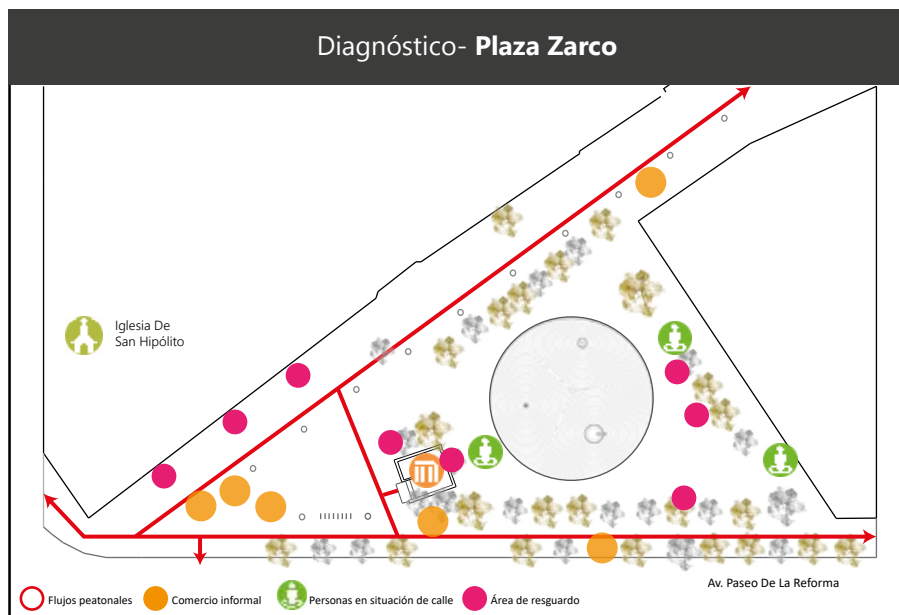 Diagnóstico- Plaza Zarco
Iglesia De
San Hipólito
Av. Paseo De La Reforma
Flujos peatonales
Comercio informal
Personas en situación de calle
Área de resguardo